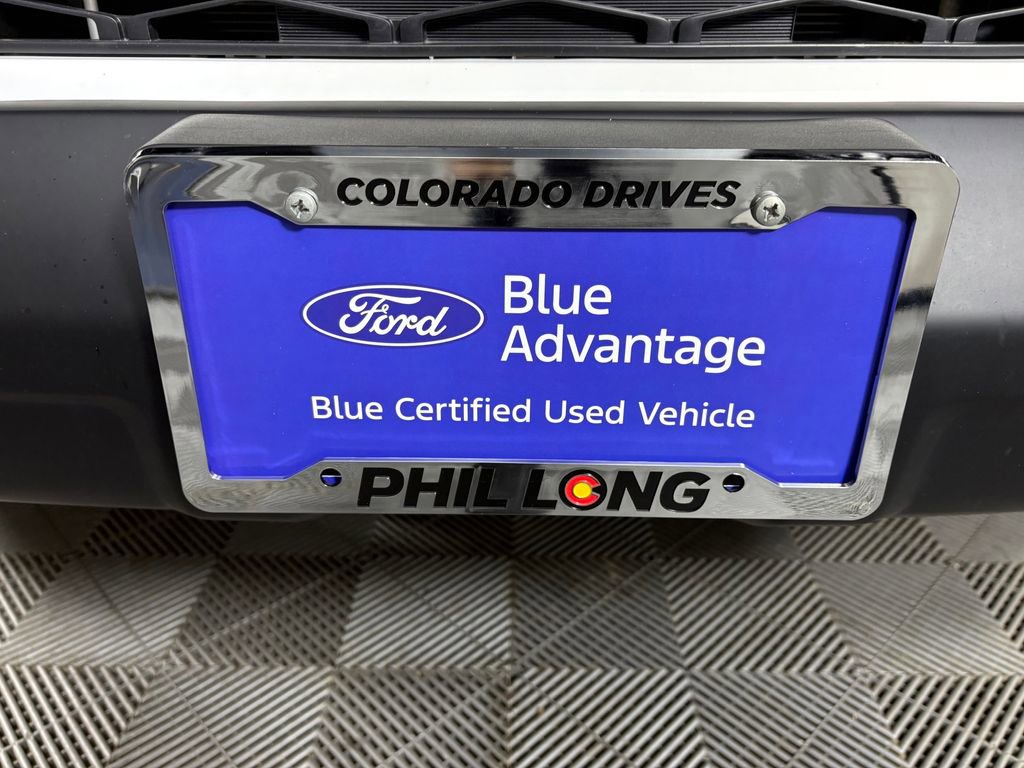 COLORADO DRIVES
Ford
Blue
Advantage
Blue Certified Used Vehicle
PHIL LONG